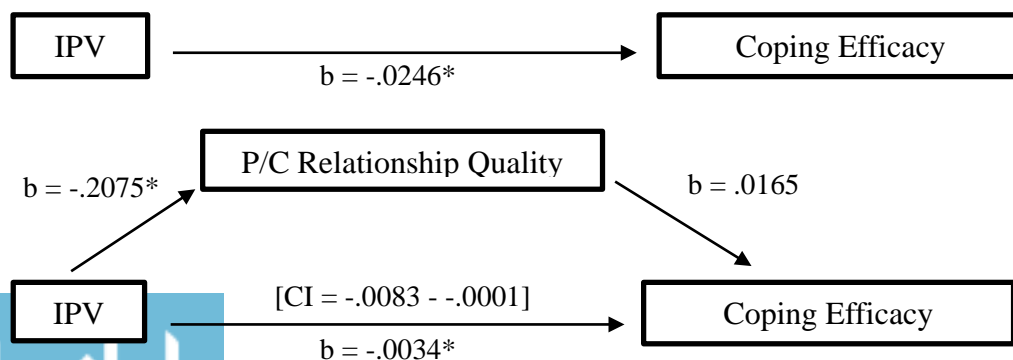 IPV
Coping Efficacy
b = -.0246*
P/C Relationship Quality
b = -.2075*
b = .0165
IPV
[CI = -.0083 - -.0001]
Coping Efficacy
b = -.0034*